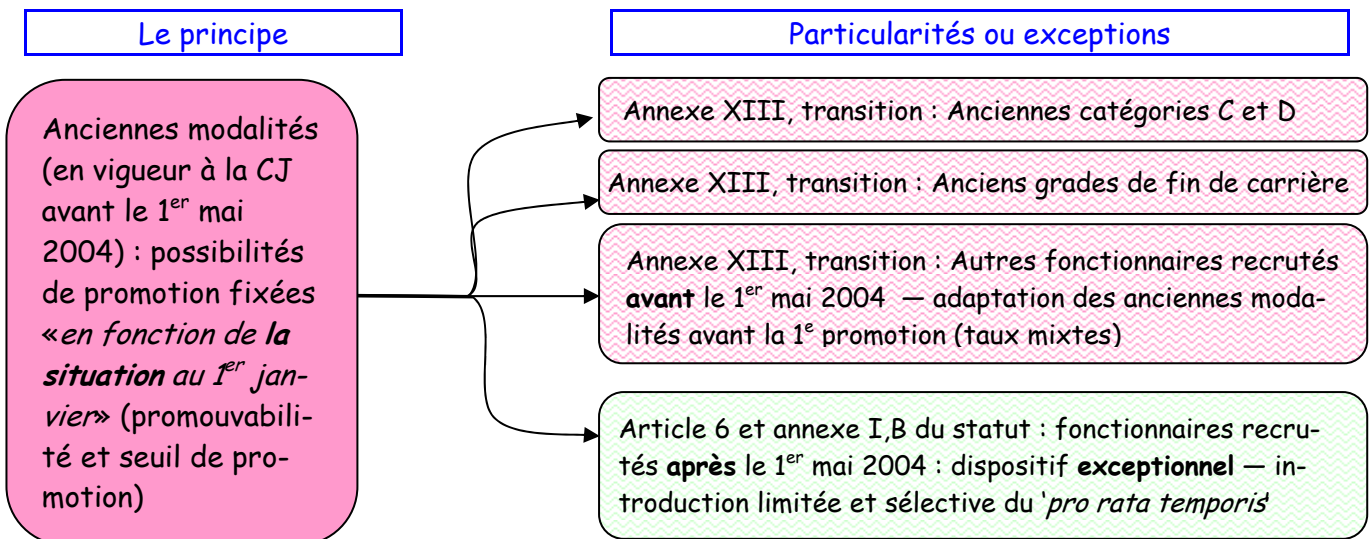 Le principe
Particularités ou exceptions
Anciennes modalités
(en vigueur à la CJ
avant le 1er mai
2004) : possibilités
de promotion fixées
«en fonction de la
situation au 1er jan-
vier» (promouvabili-
té et seuil de pro-
motion)
Annexe XIII, transition : Anciennes catégories C et D
Annexe XIII, transition : Anciens grades de fin de carrière
Annexe XIII, transition : Autres fonctionnaires recrutés
avant le 1er mai 2004 — adaptation des anciennes moda-
lités avant la 1e promotion (taux mixtes)
Article 6 et annexe I,B du statut : fonctionnaires recru-
tés après le 1er mai 2004 : dispositif exceptionnel — in-
troduction limitée et sélective du ‘pro rata temporis’